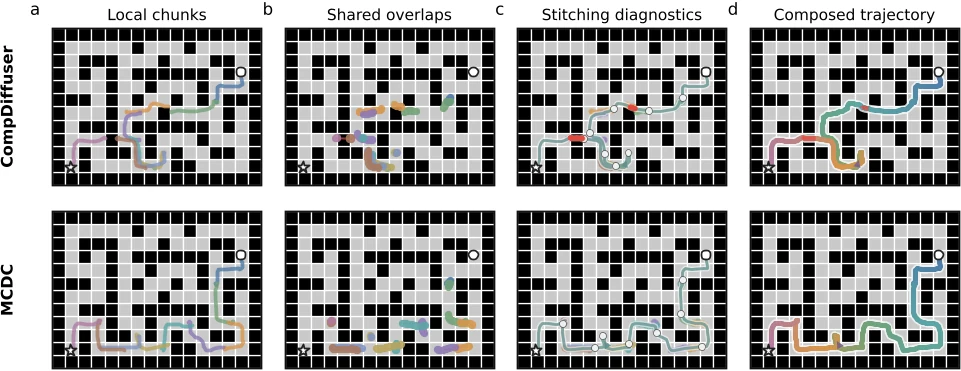 a Local chunks
b Shared overlaps
c Stitching diagnostics
d Composed trajectory
CompDiffuser
MCDC